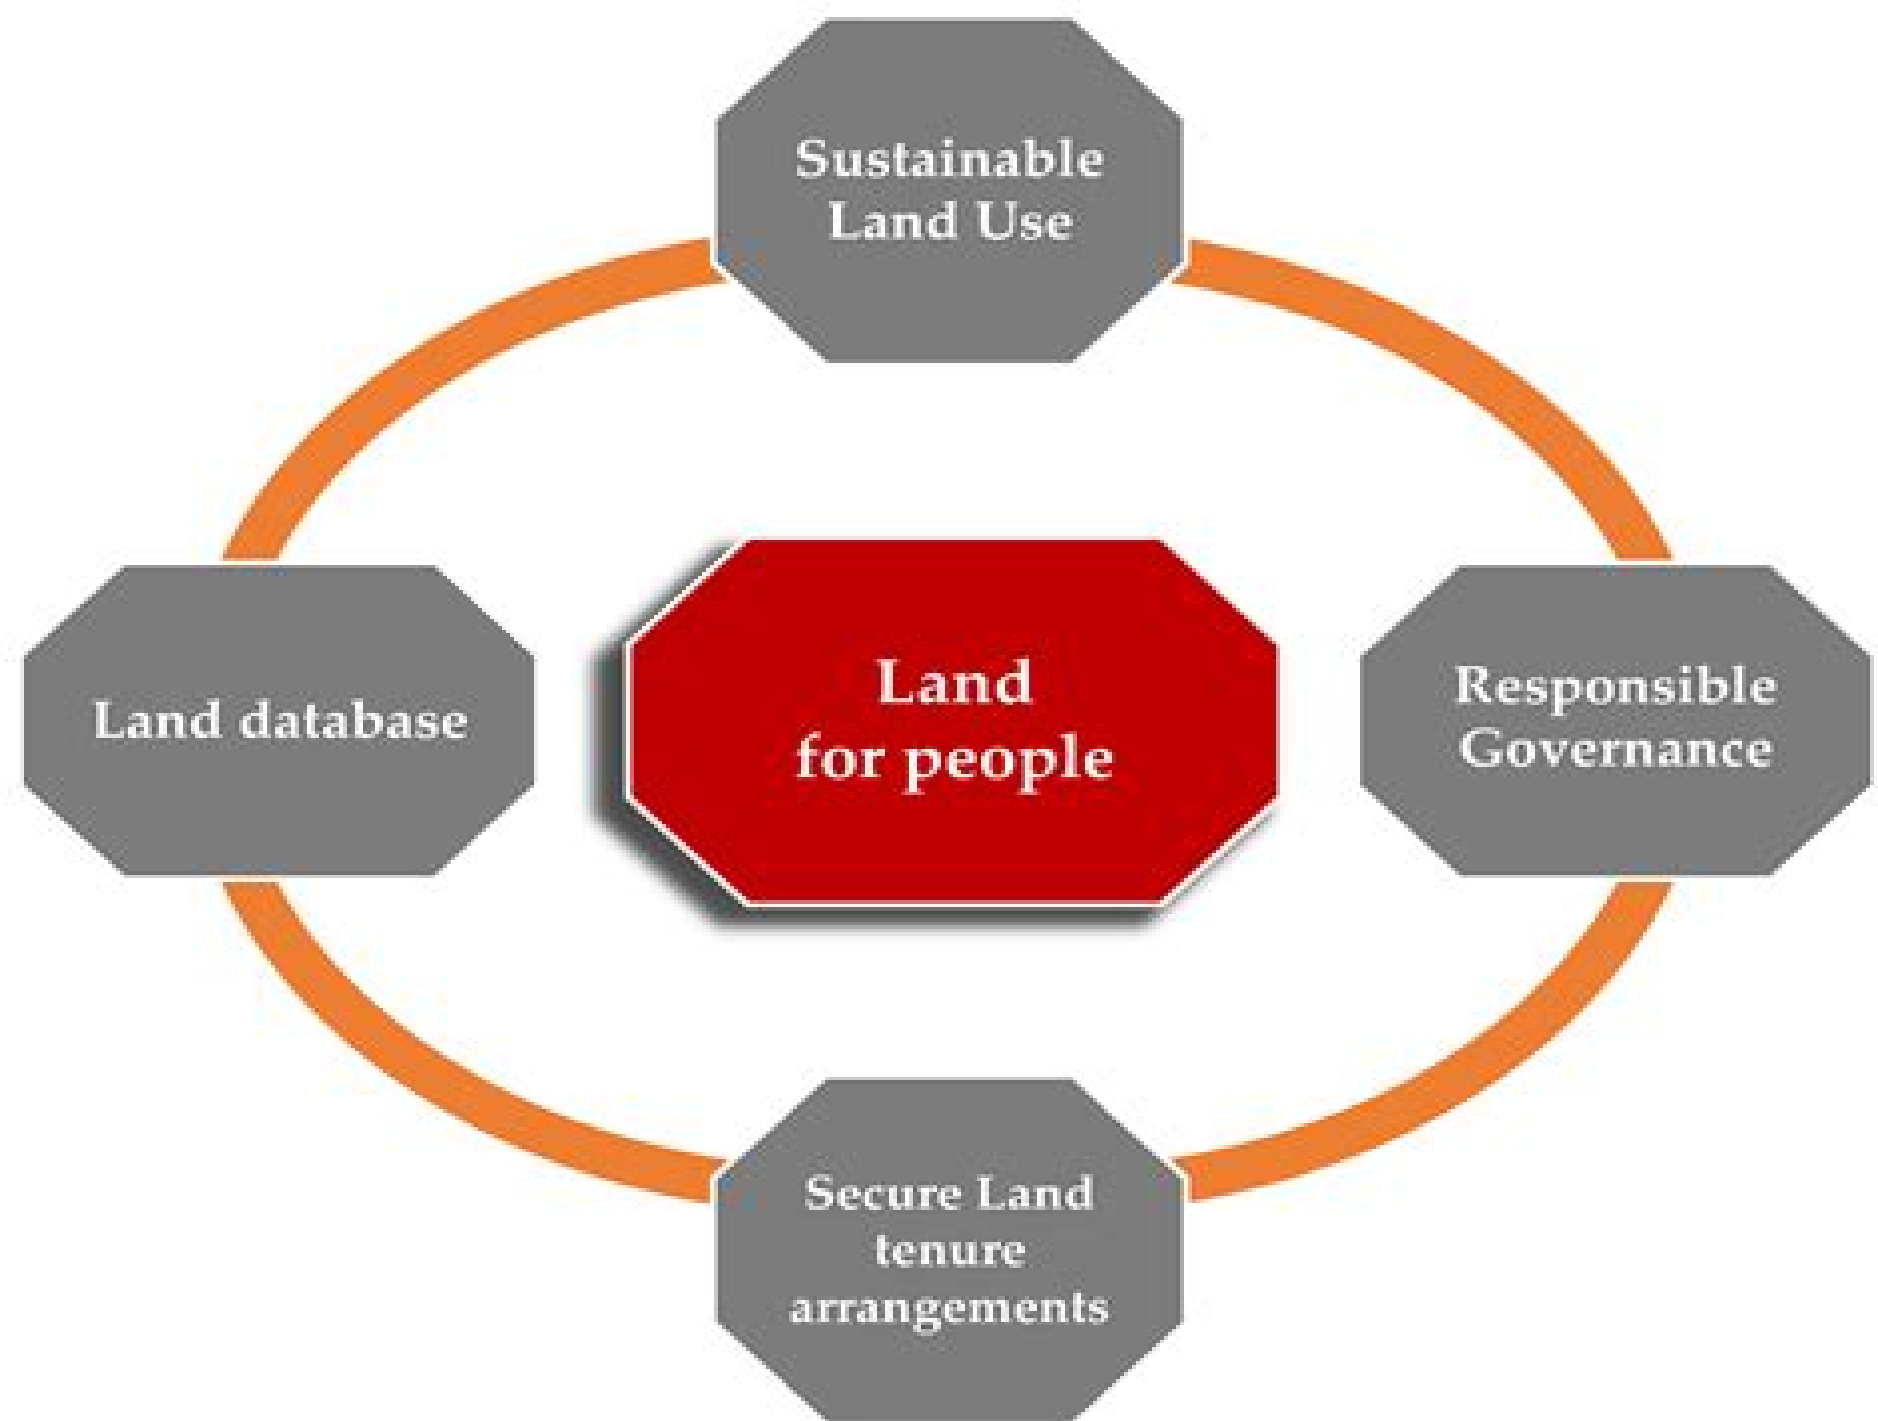 Sustainable
Land Use
Land database
Land
for people
Responsible
Governance
Secure Land
tenure
arrangements